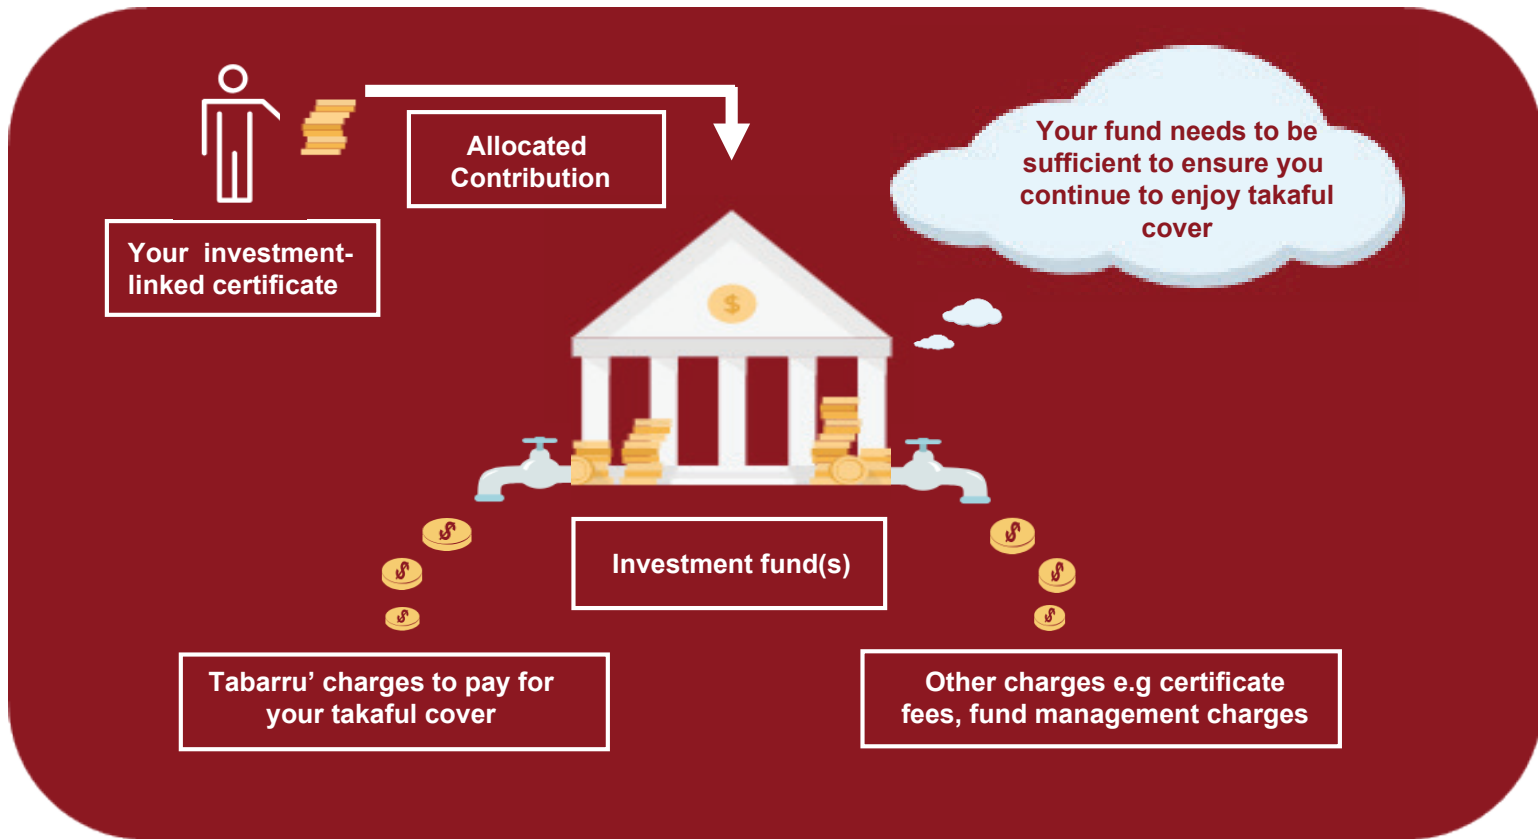 Allocated
Contribution
Your fund needs to be
sufficient to ensure you
continue to enjoy takaful
cover
Your investment-
linked certificate
$
Investment fund(s)
$
$
$
$
$
$
Tabarru’ charges to pay for
your takaful cover
Other charges e.g certificate
fees, fund management charges